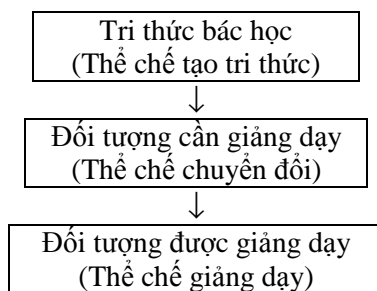 Tri thức bác học
(Thể chế tạo tri thức)
↓
Đối tượng cần giảng dạy
(Thể chế chuyển đổi)
↓
Đối tượng được giảng dạy
(Thể chế giảng dạy)